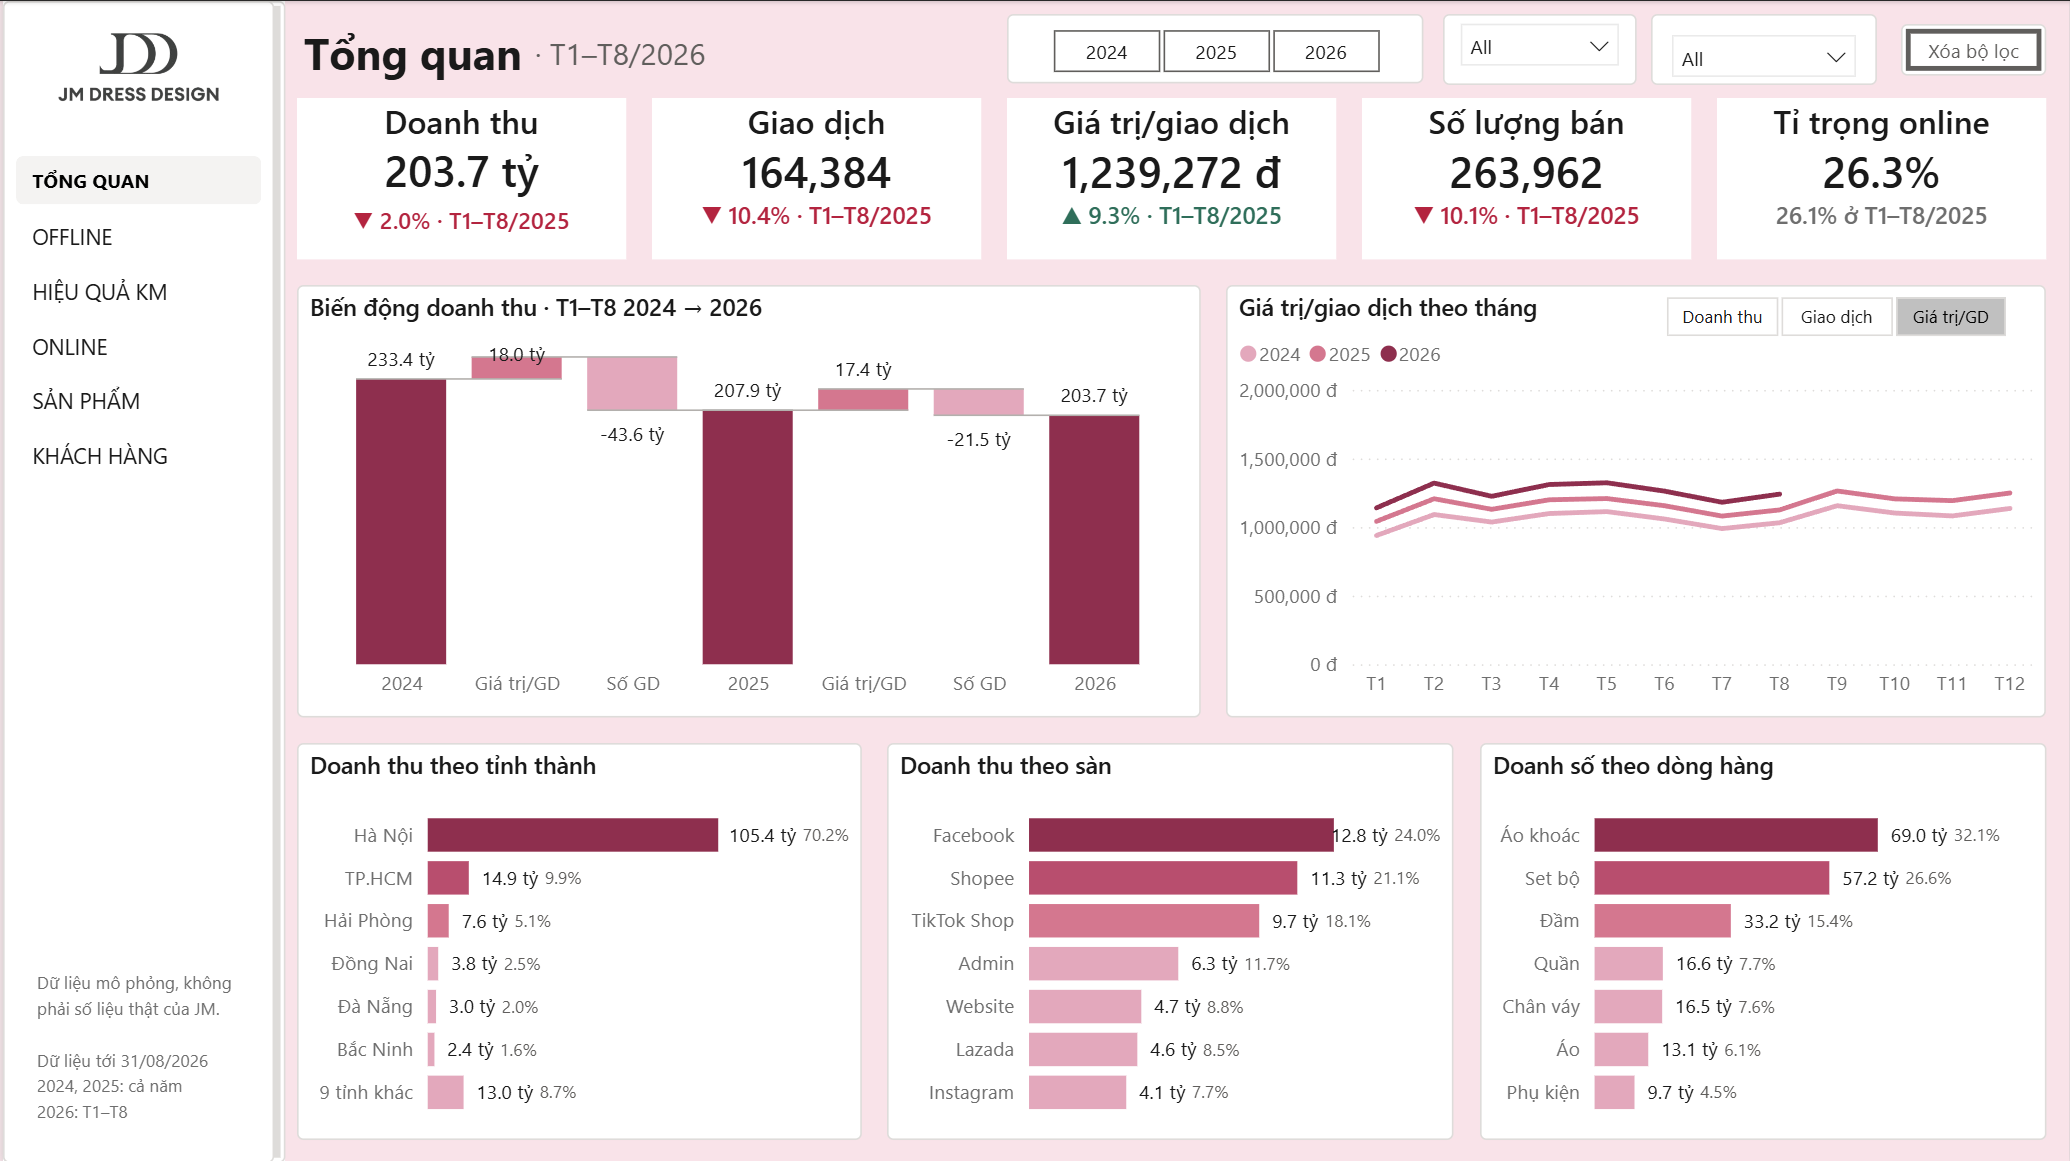 JM DRESS DESIGN
TỔNG QUAN
OFFLINE
HIỆU QUẢ KM
ONLINE
SẢN PHẨM
KHÁCH HÀNG
Dữ liệu mô phỏng, không
phải số liệu thật của JM.
Dữ liệu tới 31/08/2026
2024, 2025: cả năm
2026: T1–T8
Tổng quan · T1–T8/2026
2024 2025 2026
All
All
Xóa bộ lọc
Doanh thu
203.7 tỷ
▼ 2.0% · T1–T8/2025
Giao dịch
164,384
▼ 10.4% · T1–T8/2025
Giá trị/giao dịch
1,239,272 đ
▲ 9.3% · T1–T8/2025
Số lượng bán
263,962
▼ 10.1% · T1–T8/2025
Tỉ trọng online
26.3%
26.1% ở T1–T8/2025
Biến động doanh thu · T1–T8 2024 → 2026
233.4 tỷ
18.0 tỷ
-43.6 tỷ
207.9 tỷ
17.4 tỷ
-21.5 tỷ
203.7 tỷ
2024 Giá trị/GD Số GD 2025 Giá trị/GD Số GD 2026
Giá trị/giao dịch theo tháng
Doanh thu Giao dịch Giá trị/GD
2024 2025 2026
2,000,000 đ
1,500,000 đ
1,000,000 đ
500,000 đ
0 đ
T1 T2 T3 T4 T5 T6 T7 T8 T9 T10 T11 T12
Doanh thu theo tỉnh thành
Hà Nội 105.4 tỷ 70.2%
TP.HCM 14.9 tỷ 9.9%
Hải Phòng 7.6 tỷ 5.1%
Đồng Nai 3.8 tỷ 2.5%
Đà Nẵng 3.0 tỷ 2.0%
Bắc Ninh 2.4 tỷ 1.6%
9 tỉnh khác 13.0 tỷ 8.7%
Doanh thu theo sàn
Facebook 12.8 tỷ 24.0%
Shopee 11.3 tỷ 21.1%
TikTok Shop 9.7 tỷ 18.1%
Admin 6.3 tỷ 11.7%
Website 4.7 tỷ 8.8%
Lazada 4.6 tỷ 8.5%
Instagram 4.1 tỷ 7.7%
Doanh số theo dòng hàng
Áo khoác 69.0 tỷ 32.1%
Set bộ 57.2 tỷ 26.6%
Đầm 33.2 tỷ 15.4%
Quần 16.6 tỷ 7.7%
Chân váy 16.5 tỷ 7.6%
Áo 13.1 tỷ 6.1%
Phụ kiện 9.7 tỷ 4.5%